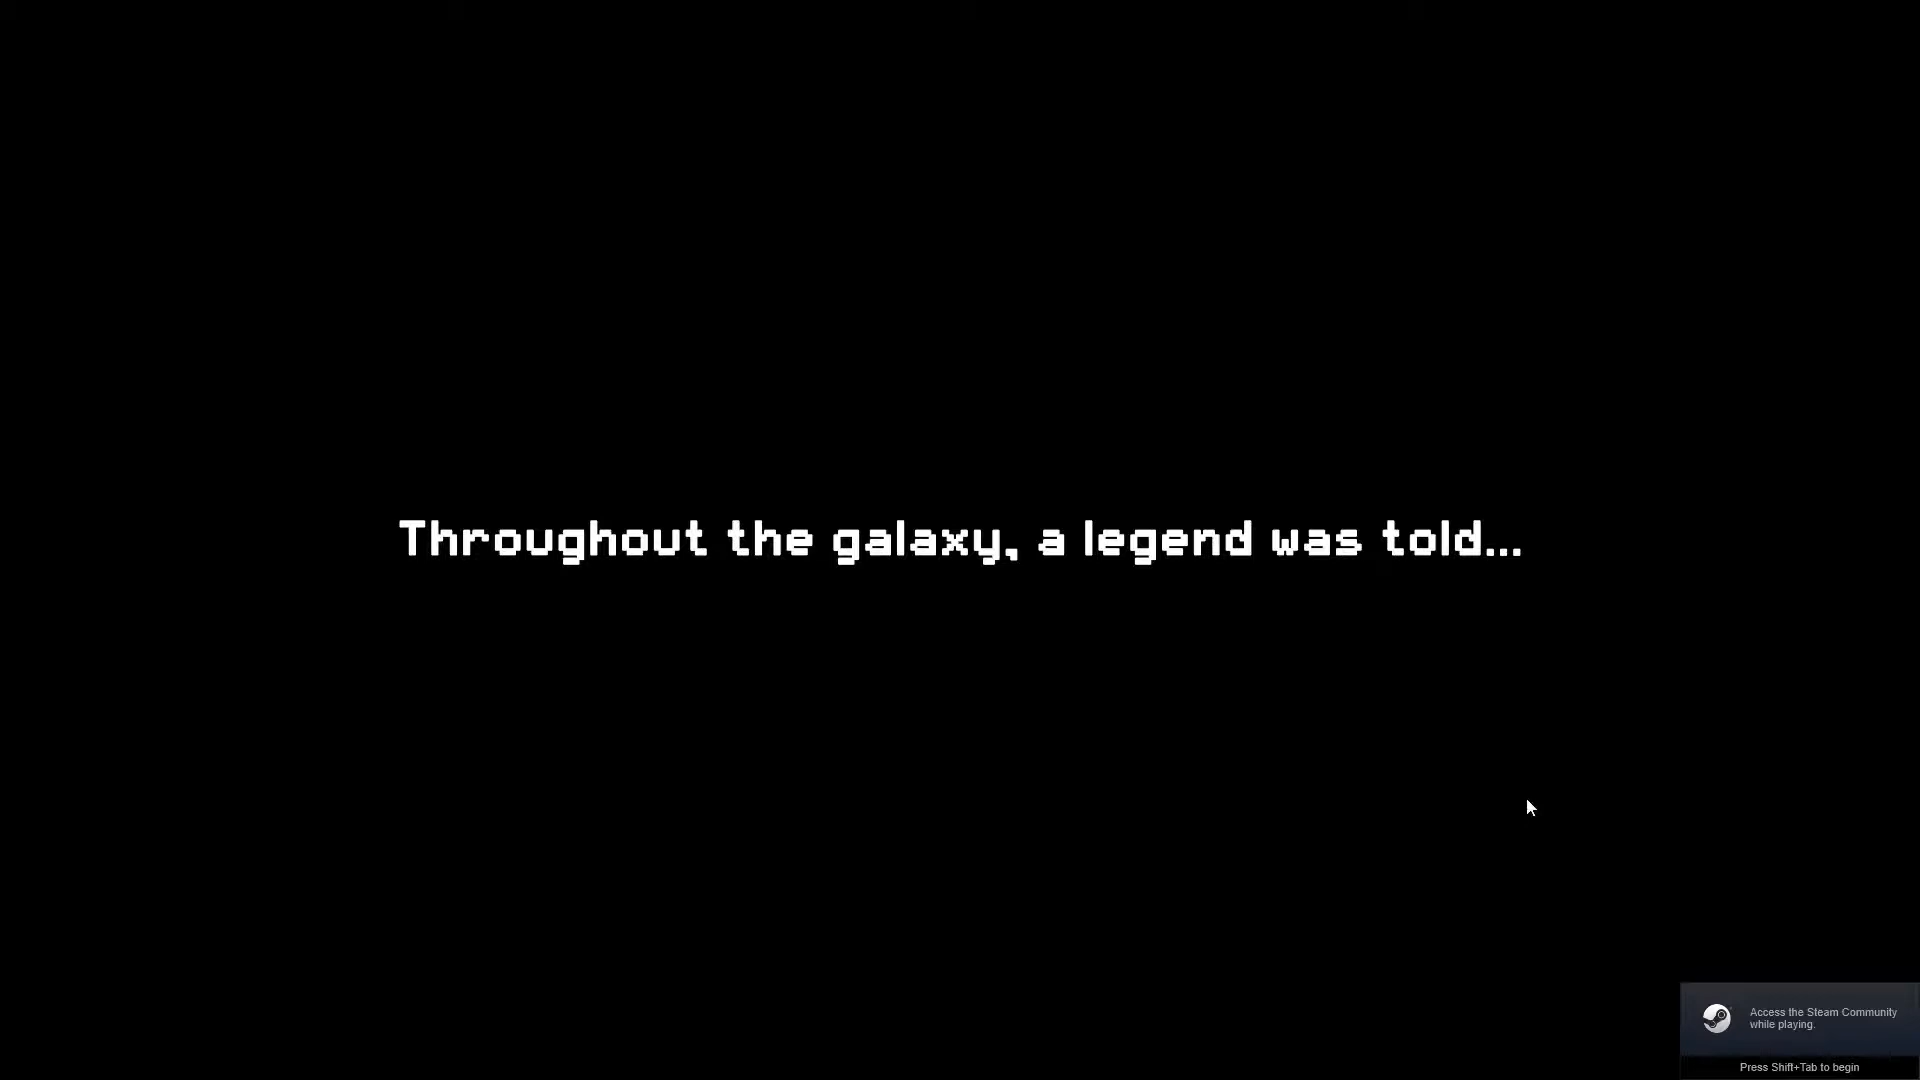 Throughout the galaxy, a legend was told...
Access the Steam Community
while playing.
Press Shift+Tab to begin